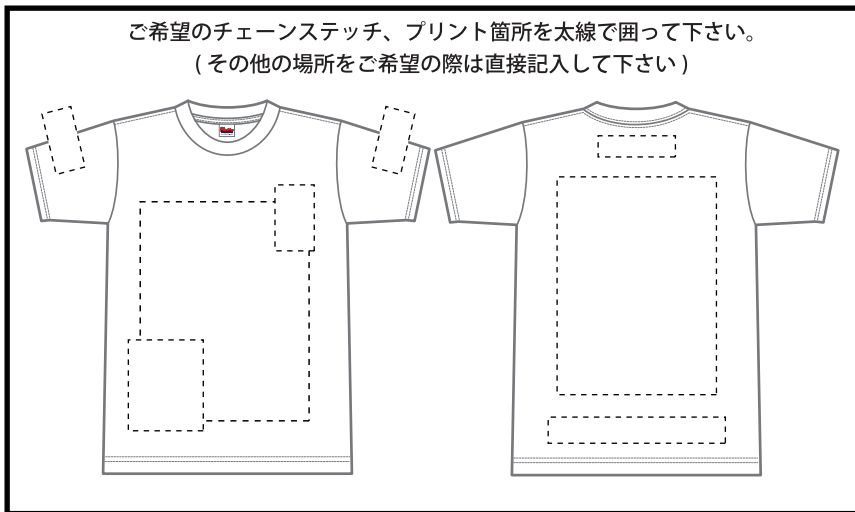 ご希望のチェーンステッチ、プリント箇所を太線で囲って下さい。
( その他の場所をご希望の際は直接記入して下さい )